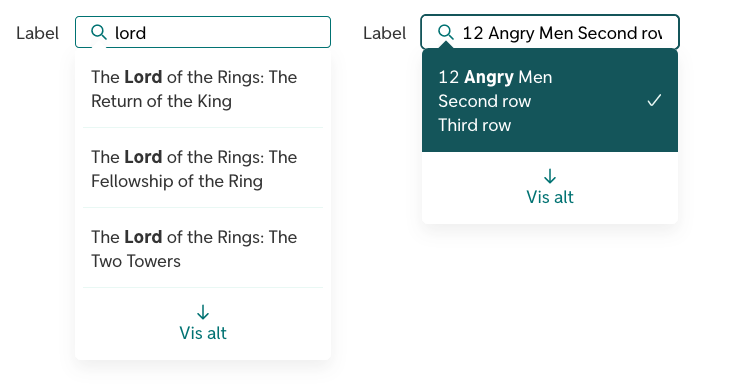 Label
lord
The Lord of the Rings: The
Return of the King
The Lord of the Rings: The
Fellowship of the Ring
The Lord of the Rings: The
Two Towers
Vis alt
Label
12 Angry Men Second rov
12 Angry Men
Second row
Third row
Vis alt